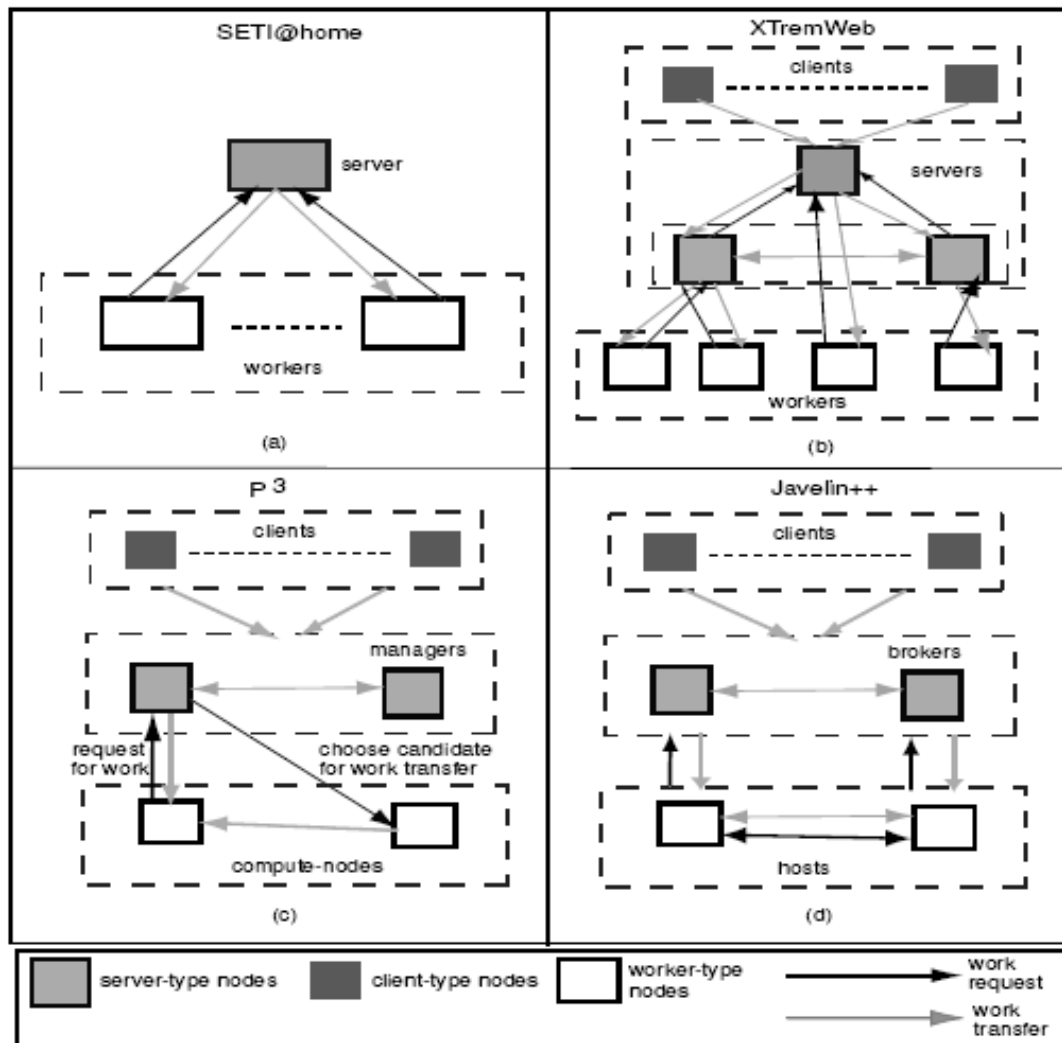 SETI@home
server
workers
(a)
XTremWeb
clients
servers
workers
(b)
P 3
clients
managers
request
for work
choose candidate
for work transfer
compute-nodes
(c)
Javelin++
clients
brokers
hosts
(d)
server-type nodes
client-type nodes
worker-type
nodes
work
request
work
transfer